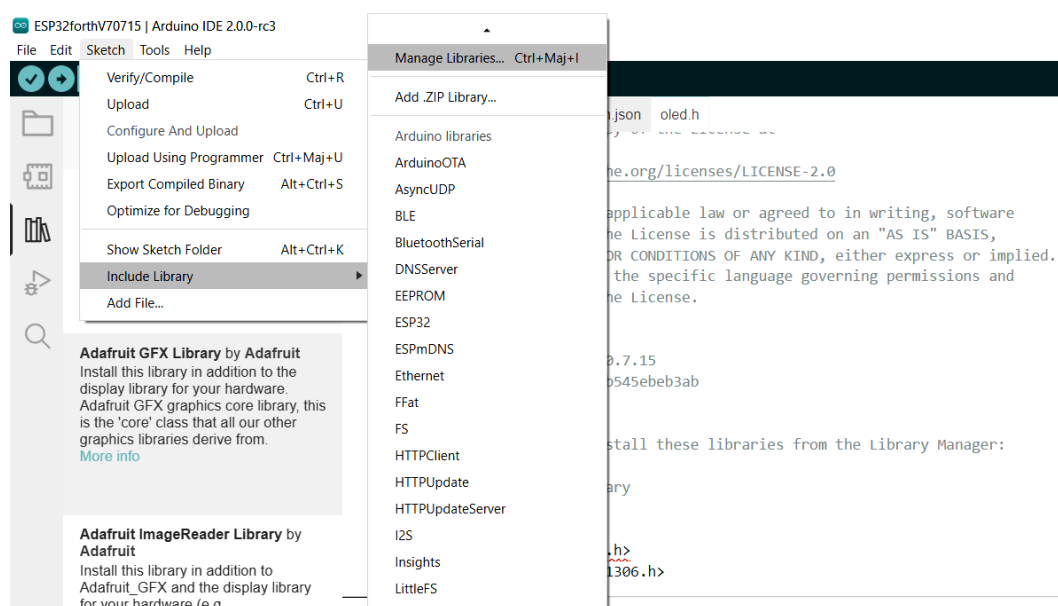 ESP32forthV70715 | Arduino IDE 2.0.0-rc3
File Edit Sketch Tools Help
Verify/Compile Ctrl+R
Upload Ctrl+U
Configure And Upload
Upload Using Programmer Ctrl+Maj+U
Export Compiled Binary Alt+Ctrl+S
Optimize for Debugging
Show Sketch Folder Alt+Ctrl+K
Include Library
Add File...
Manage Libraries... Ctrl+Maj+I
Add .ZIP Library...
Arduino libraries
ArduinoOTA
AsyncUDP
BLE
BluetoothSerial
DNSServer
EEPROM
ESP32
ESPmDNS
Ethernet
FFat
FS
HTTPClient
HTTPUpdate
HTTPUpdateServer
I2S
Insights
LittleFS
Adafruit GFX Library by Adafruit
Install this library in addition to the
display library for your hardware.
Adafruit GFX graphics core library, this
is the 'core' class that all our other
graphics libraries derive from.
More info
Adafruit ImageReader Library by
Adafruit
Install this library in addition to
Adafruit_GFX and the display library
for your hardware (e.g.
.json oled.h
of the License at
he.org/licenses/LICENSE-2.0
applicable law or agreed to in writing, software
he License is distributed on an "AS IS" BASIS,
OR CONDITIONS OF ANY KIND, either express or implied.
the specific language governing permissions and
he License.
0.7.15
b545ebeb3ab
stall these libraries from the Library Manager:
ary
.h>
1306.h>